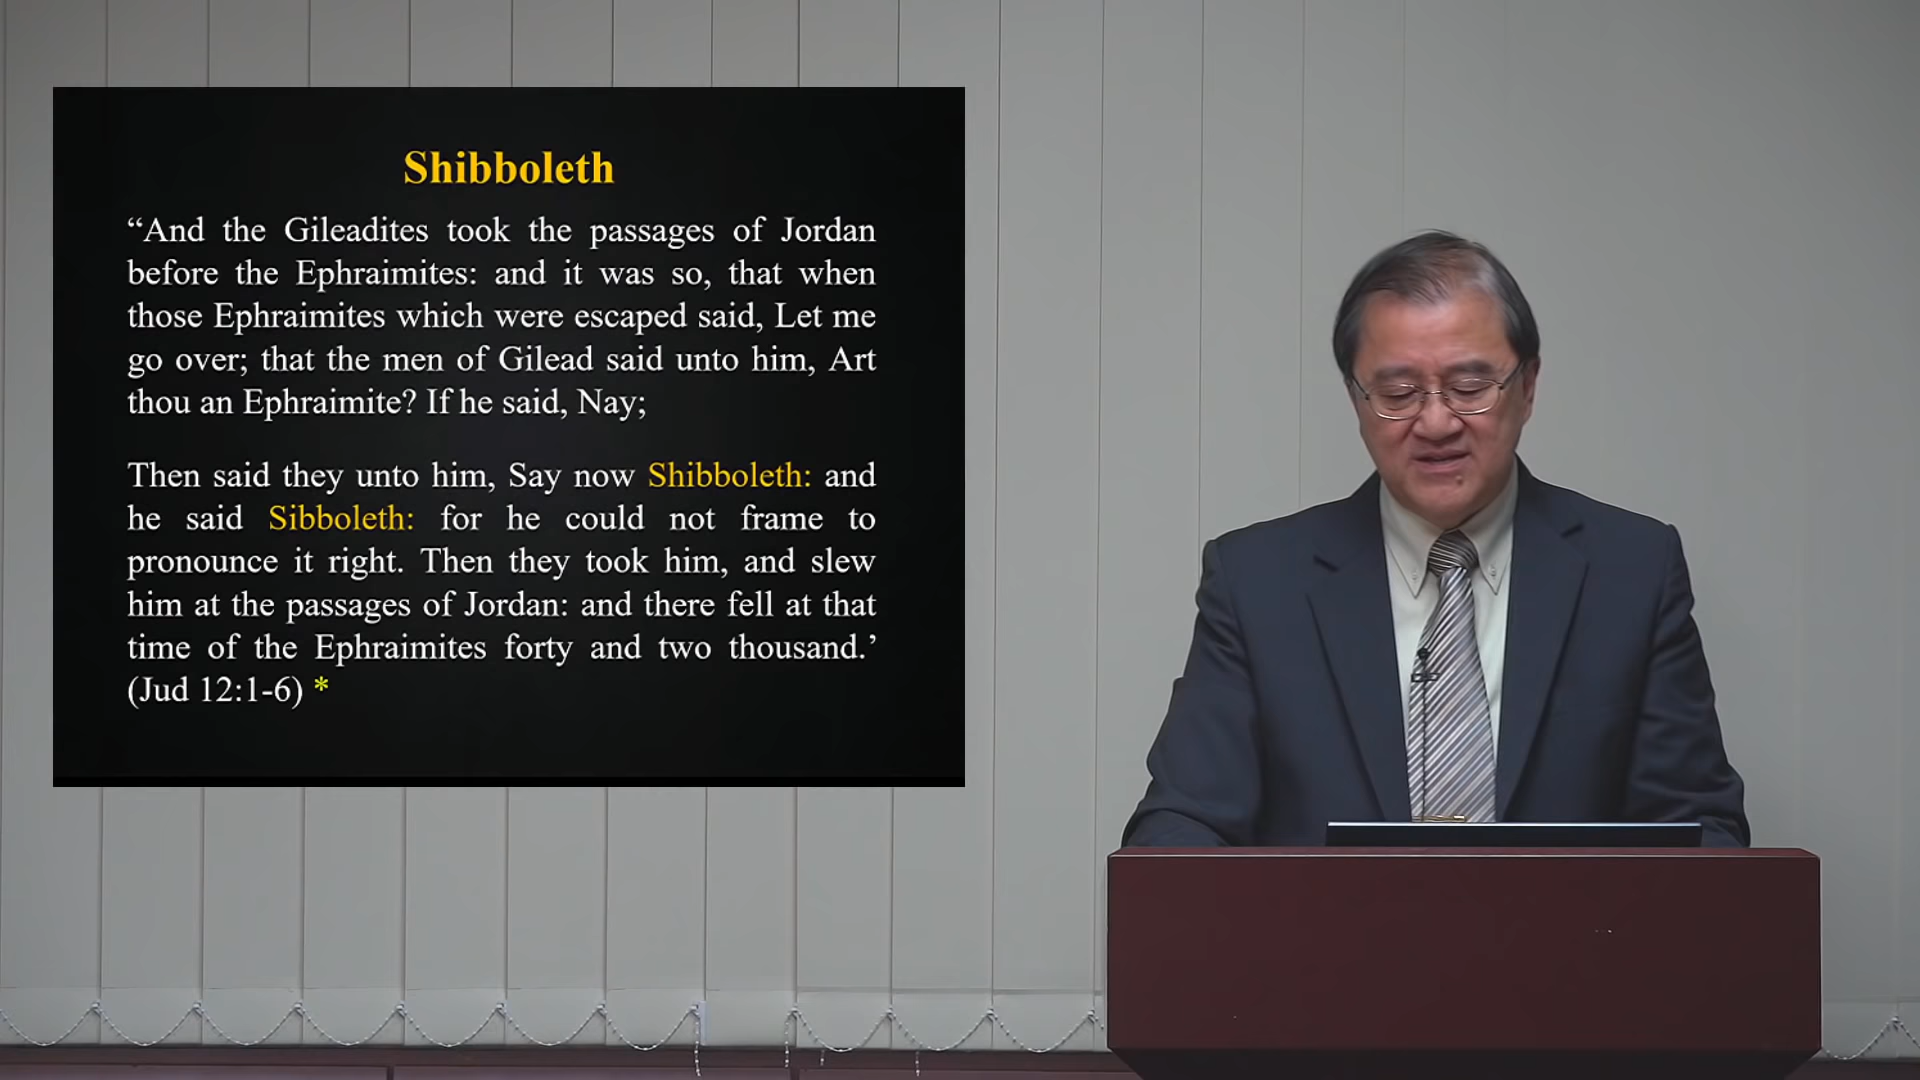 Shibboleth
“And the Gileadites took the passages of Jordan
before the Ephraimites: and it was so, that when
those Ephraimites which were escaped said, Let me
go over; that the men of Gilead said unto him, Art
thou an Ephraimite? If he said, Nay;
Then said they unto him, Say now Shibboleth: and
he said Sibboleth: for he could not frame to
pronounce it right. Then they took him, and slew
him at the passages of Jordan: and there fell at that
time of the Ephraimites forty and two thousand.’
(Jud 12:1-6) *